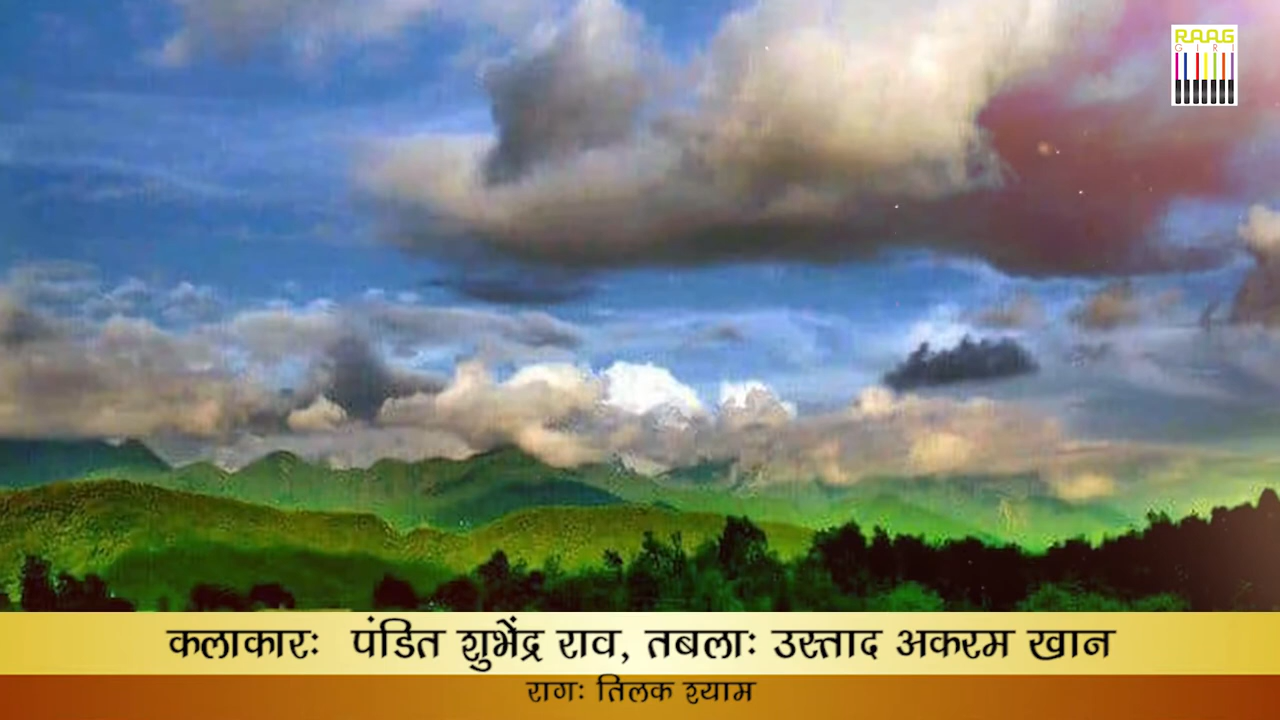 RAAG
GIRI
कलाकारः पंडित शुभेंद्र राव, तबलाः उस्ताद अकरम खान
रागः तिलक श्याम